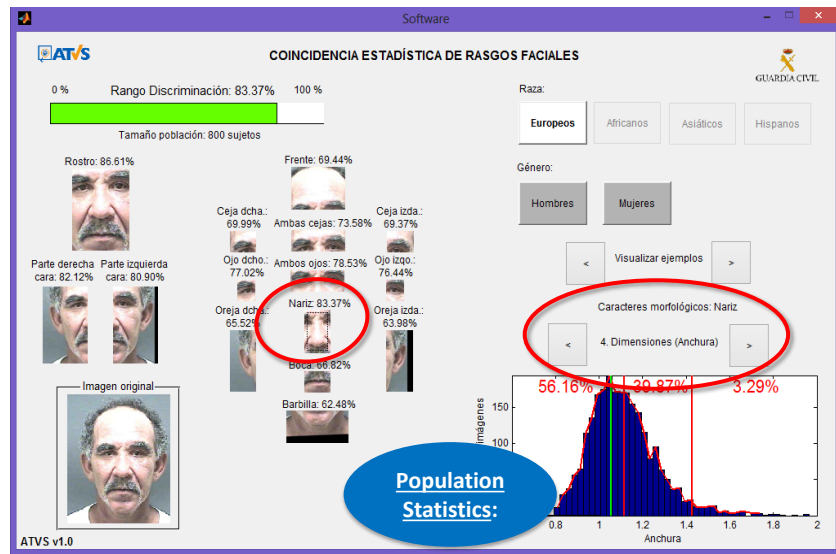 Software
ATVS
COINCIDENCIA ESTADÍSTICA DE RASGOS FACIALES
GUARDIA CIVIL
0 % Rango Discriminación: 83.37% 100 %
Tamaño población: 800 sujetos
Raza:
Europeos Africanos Asiáticos Hispanos
Género:
Hombres Mujeres
< Visualizar ejemplos >
Caracteres morfológicos: Nariz
< 4. Dimensiones (Anchura) >
Rostro: 86.61%
Parte derecha
cara: 82.12%
Parte izquierda
cara: 80.90%
Imagen original
Frente: 69.44%
Ceja dcha.:
69.99%
Ambas cejas: 73.58%
Ceja izda.:
69.37%
Ojo dcho.:
77.02%
Ambos ojos: 78.53%
Ojo izqo.:
76.44%
Oreja dcha.:
65.52%
Nariz: 83.37%
Oreja izda.:
63.98%
Boca: 66.82%
Barbilla: 62.48%
56.16% 39.87% 3.29%
150
100
imágenes
0.8 1 1.2 1.4 1.6 1.8 2
Anchura
Population
Statistics:
ATVS v1.0